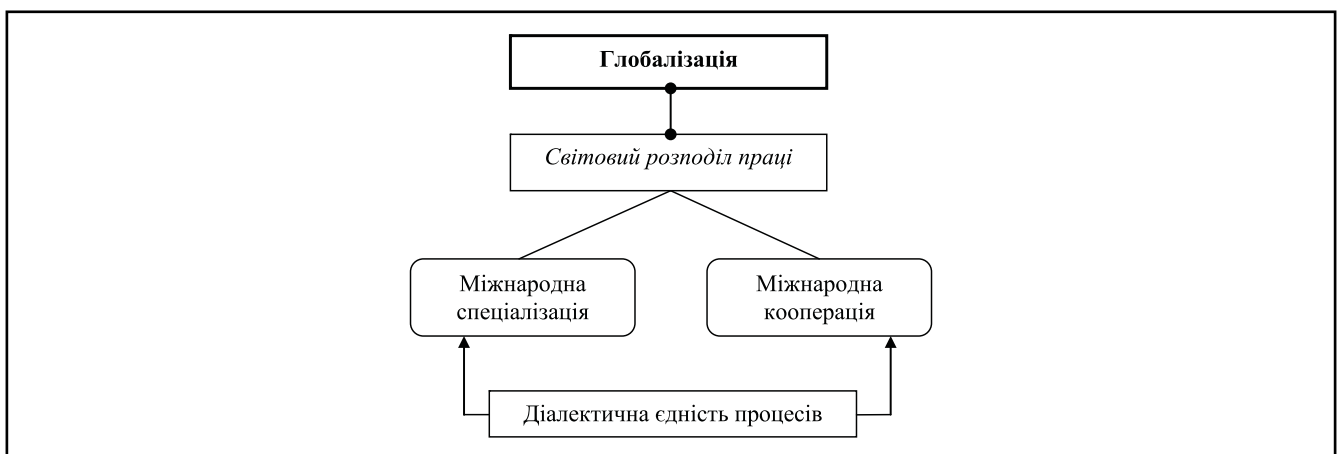 Глобалізація
Світовий розподіл праці
Міжнародна
спеціалізація
Міжнародна
кооперація
Діалектична єдність процесів